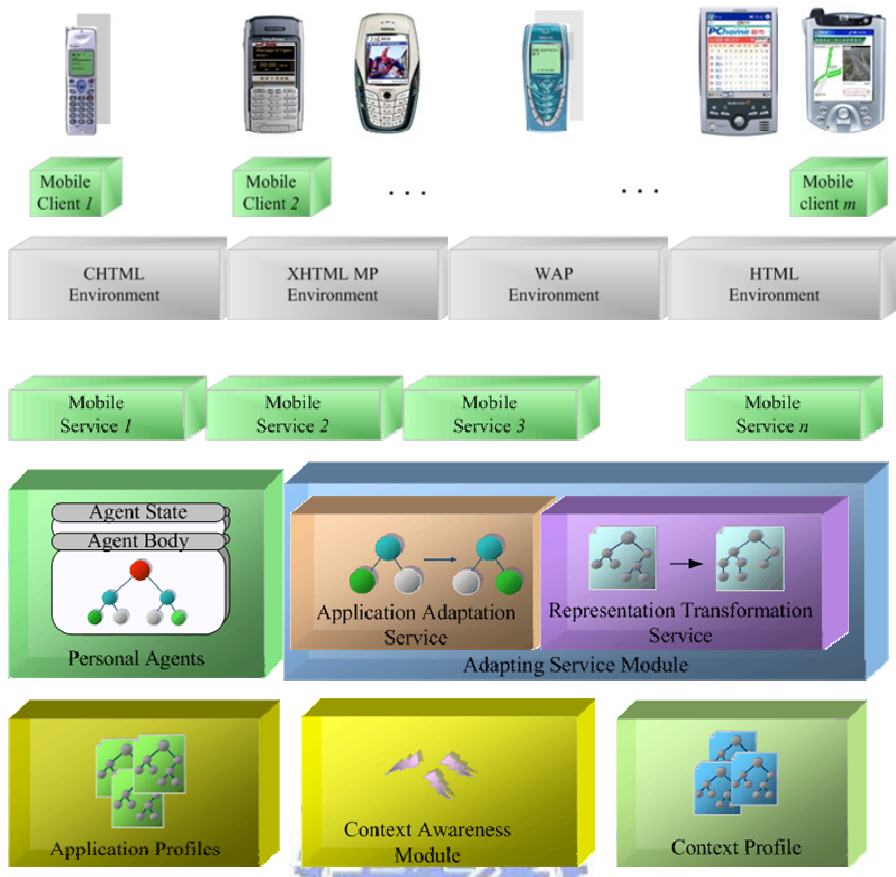 NOKIA
PChome
Mobile
Client 1
Mobile
Client 2
. . .
. . .
Mobile
client m
CHTML
Environment
XHTML MP
Environment
WAP
Environment
HTML
Environment
Mobile
Service 1
Mobile
Service 2
Mobile
Service 3
Mobile
Service n
Agent State
Agent Body
Personal Agents
Application Adaptation
Service
Representation Transformation
Service
Adapting Service Module
Application Profiles
Context Awareness
Module
Context Profile